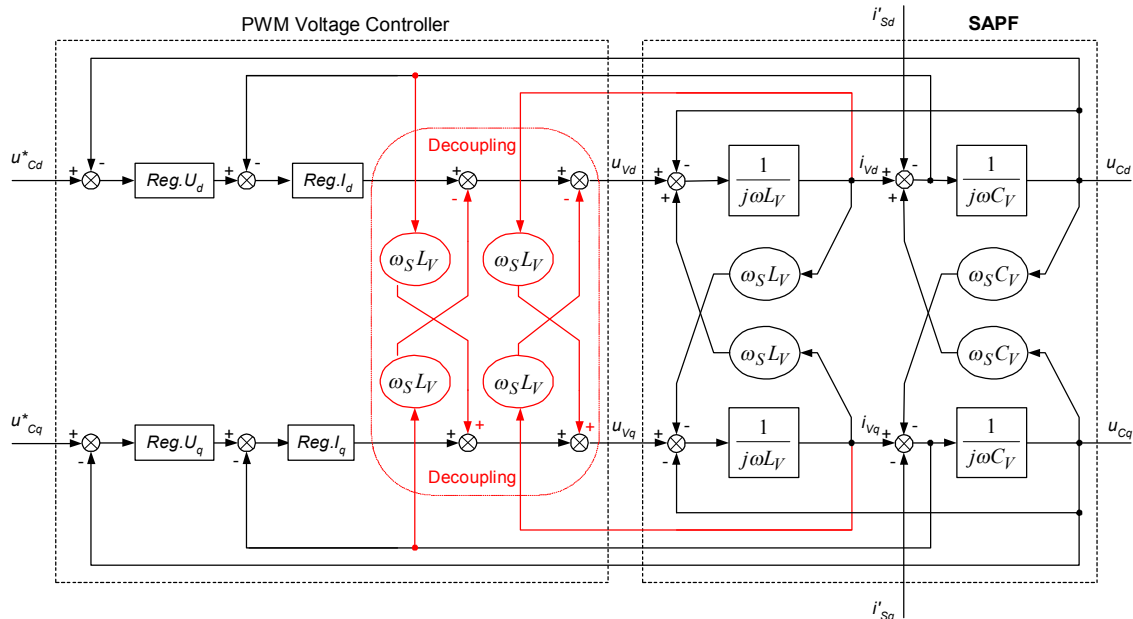 PWM Voltage Controller
i'Sd
SAPF
Decoupling
u*Cd
+ -
Reg.Ud
+ -
Reg.Id
+ -
+ -
uVd
+ - +
1/jωLV
iVd
+ - +
1/jωCV
uCd
ωSLV
ωSLV
ωSLV
ωSCV
ωSLV
ωSLV
ωSLV
ωSCV
u*Cq
+ -
Reg.Uq
+ -
Reg.Iq
+ +
+ +
uVq
+ - -
1/jωLV
iVq
+ - -
1/jωCV
uCq
Decoupling
i'Sq